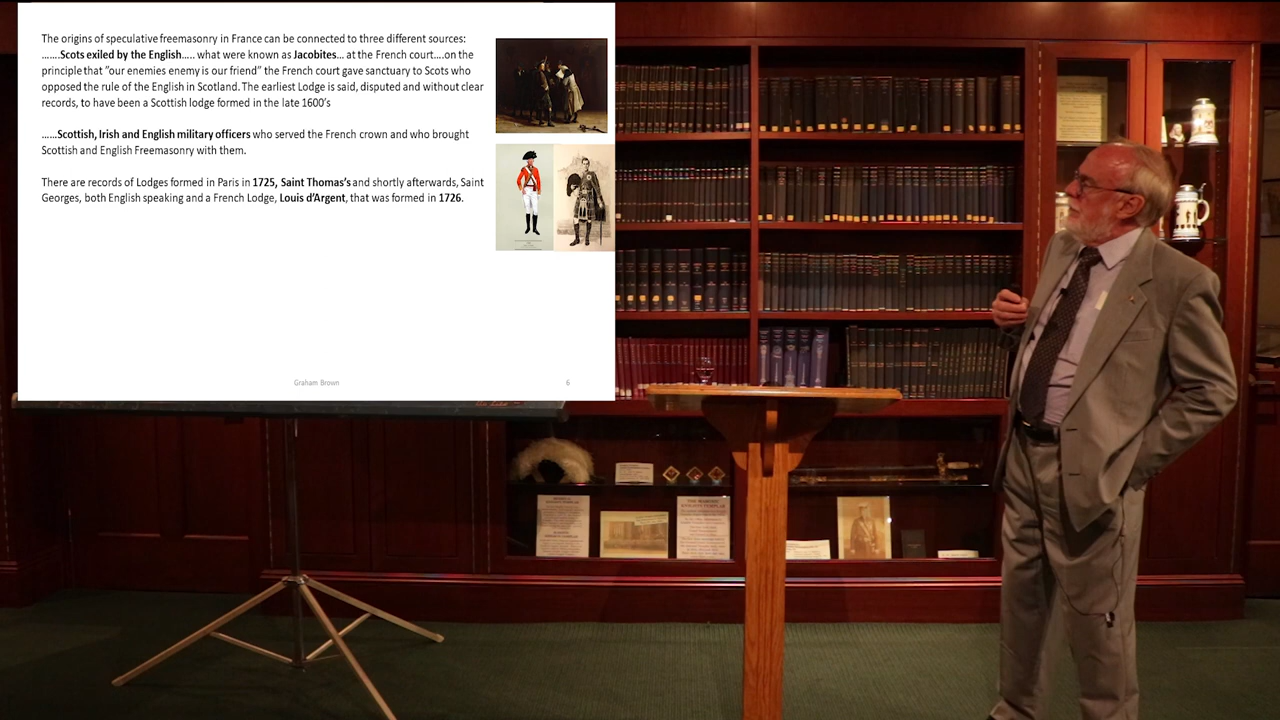 The origins of speculative freemasonry in France can be connected to three different sources:
.......Scots exiled by the English..... what were known as Jacobites... at the French court....on the
principle that "our enemies enemy is our friend" the French court gave sanctuary to Scots who
opposed the rule of the English in Scotland. The earliest Lodge is said, disputed and without clear
records, to have been a Scottish lodge formed in the late 1600's
......Scottish, Irish and English military officers who served the French crown and who brought
Scottish and English Freemasonry with them.
There are records of Lodges formed in Paris in 1725, Saint Thomas's and shortly afterwards, Saint
Georges, both English speaking and a French Lodge, Louis d'Argent, that was formed in 1726.
Graham Brown
6